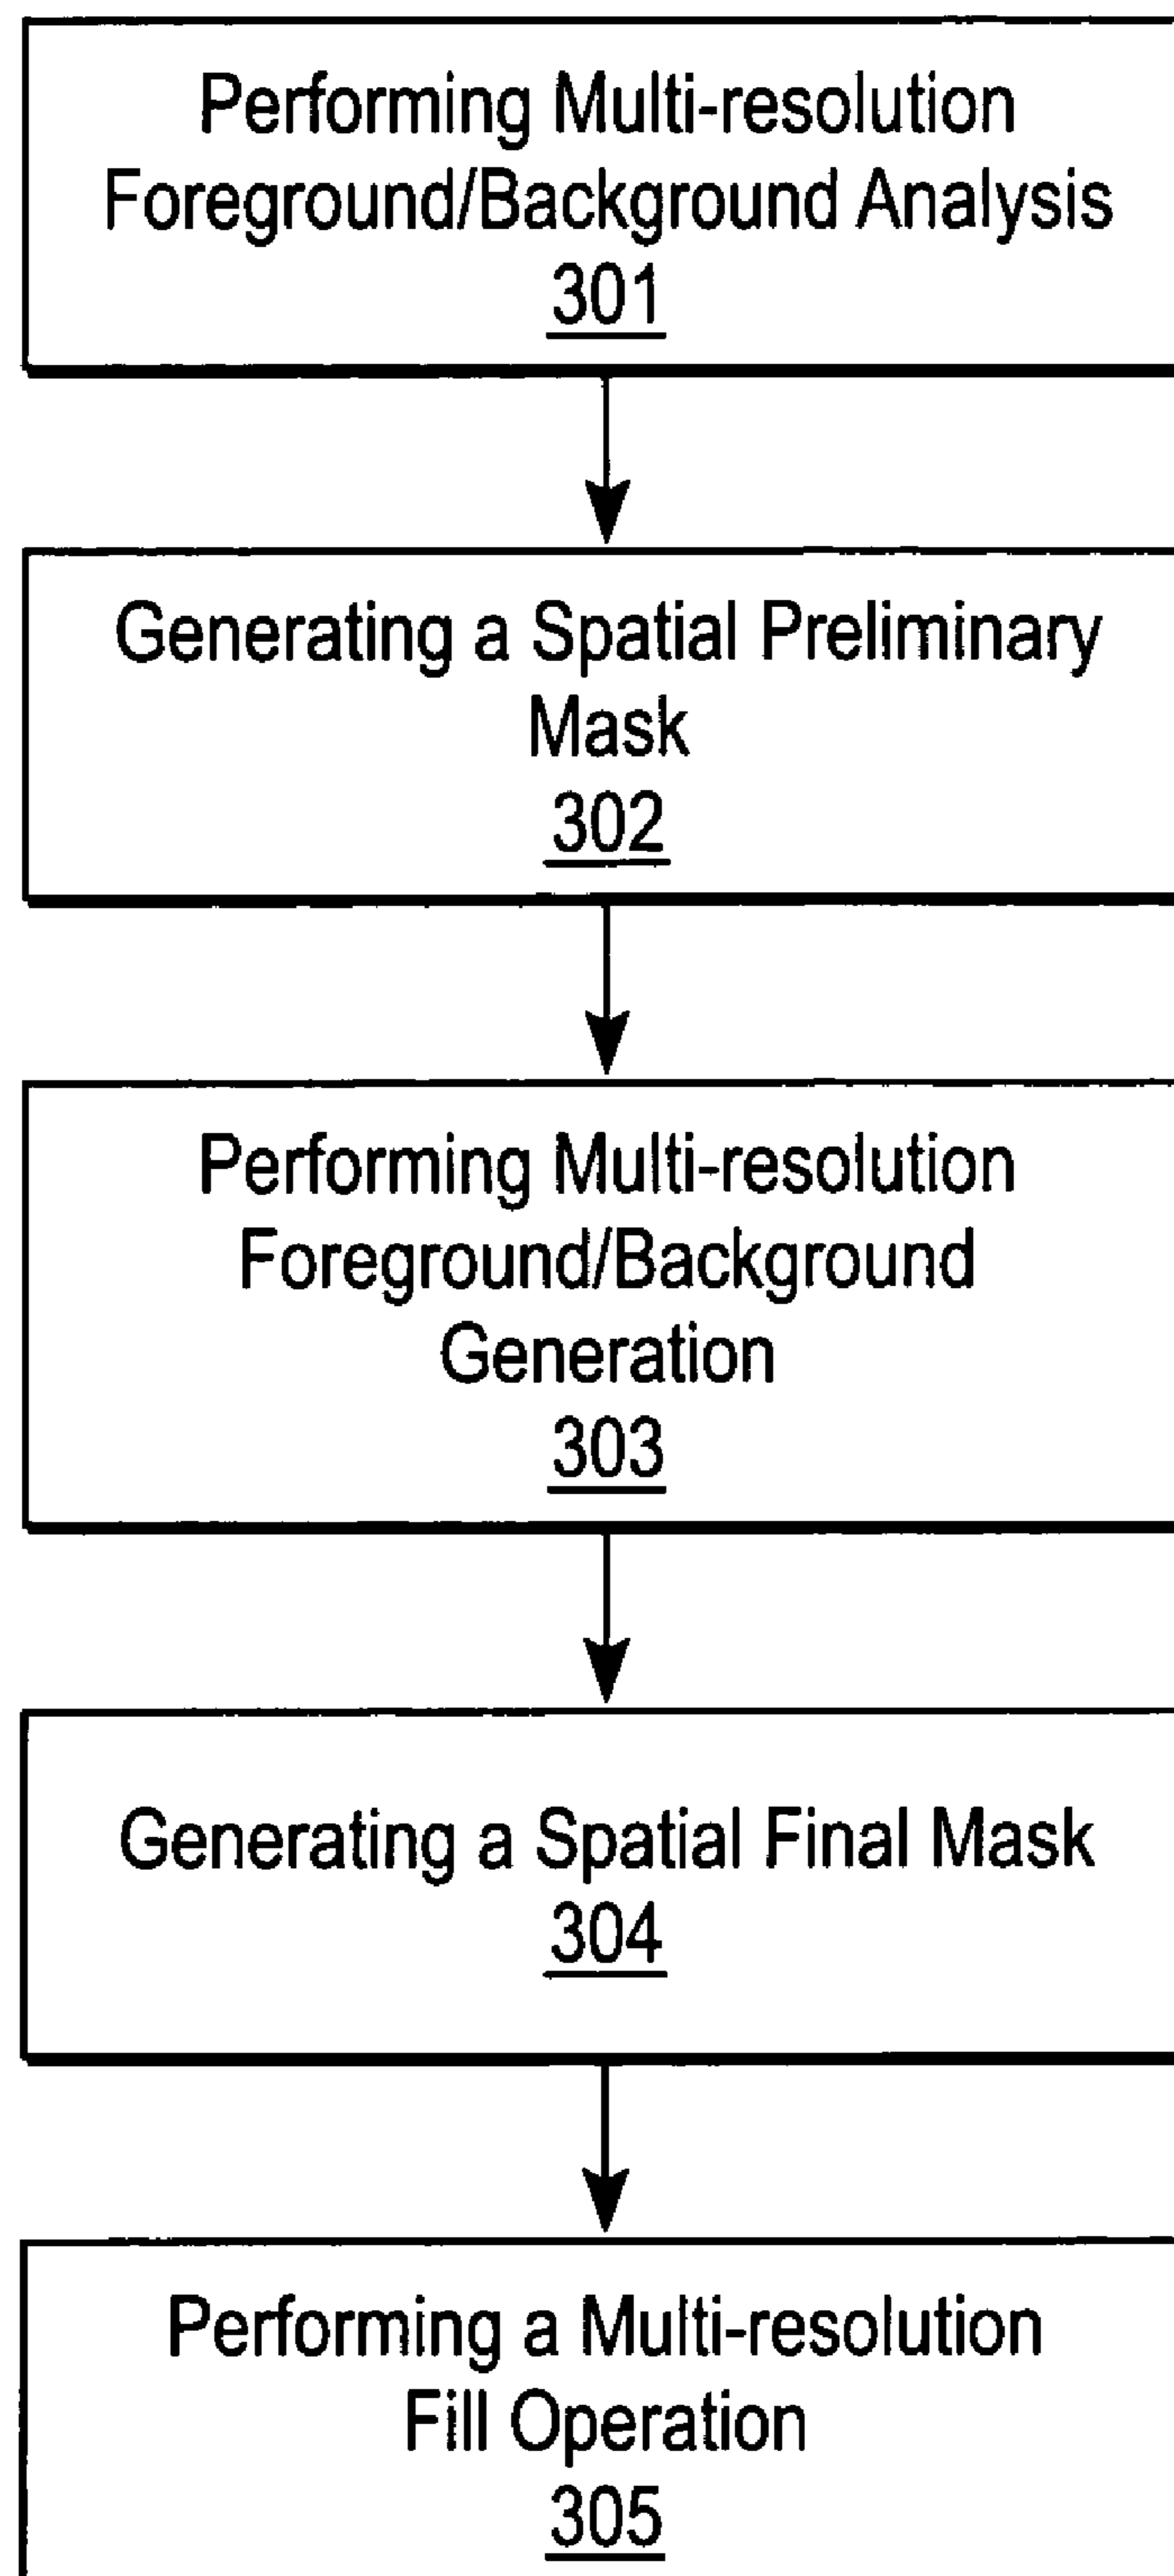 Performing Multi-resolution
Foreground/Background Analysis
301
Generating a Spatial Preliminary
Mask
302
Performing Multi-resolution
Foreground/Background
Generation
303
Generating a Spatial Final Mask
304
Performing a Multi-resolution
Fill Operation
305